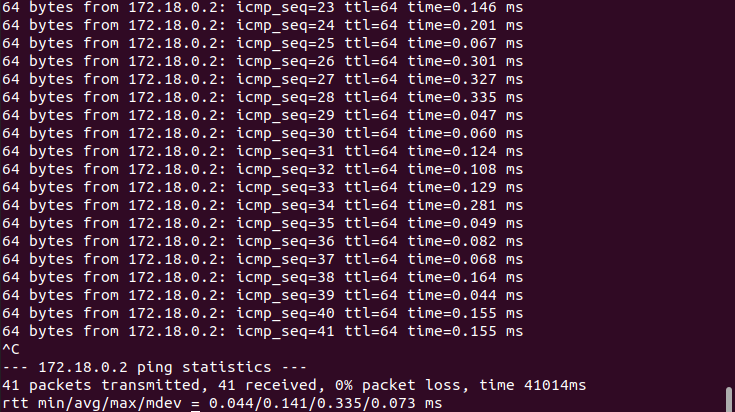 64 bytes from 172.18.0.2: icmp_seq=23 ttl=64 time=0.146 ms
64 bytes from 172.18.0.2: icmp_seq=24 ttl=64 time=0.201 ms
64 bytes from 172.18.0.2: icmp_seq=25 ttl=64 time=0.067 ms
64 bytes from 172.18.0.2: icmp_seq=26 ttl=64 time=0.301 ms
64 bytes from 172.18.0.2: icmp_seq=27 ttl=64 time=0.327 ms
64 bytes from 172.18.0.2: icmp_seq=28 ttl=64 time=0.335 ms
64 bytes from 172.18.0.2: icmp_seq=29 ttl=64 time=0.047 ms
64 bytes from 172.18.0.2: icmp_seq=30 ttl=64 time=0.060 ms
64 bytes from 172.18.0.2: icmp_seq=31 ttl=64 time=0.124 ms
64 bytes from 172.18.0.2: icmp_seq=32 ttl=64 time=0.108 ms
64 bytes from 172.18.0.2: icmp_seq=33 ttl=64 time=0.129 ms
64 bytes from 172.18.0.2: icmp_seq=34 ttl=64 time=0.281 ms
64 bytes from 172.18.0.2: icmp_seq=35 ttl=64 time=0.049 ms
64 bytes from 172.18.0.2: icmp_seq=36 ttl=64 time=0.082 ms
64 bytes from 172.18.0.2: icmp_seq=37 ttl=64 time=0.068 ms
64 bytes from 172.18.0.2: icmp_seq=38 ttl=64 time=0.164 ms
64 bytes from 172.18.0.2: icmp_seq=39 ttl=64 time=0.044 ms
64 bytes from 172.18.0.2: icmp_seq=40 ttl=64 time=0.155 ms
64 bytes from 172.18.0.2: icmp_seq=41 ttl=64 time=0.155 ms
^C
--- 172.18.0.2 ping statistics ---
41 packets transmitted, 41 received, 0% packet loss, time 41014ms
rtt min/avg/max/mdev = 0.044/0.141/0.335/0.073 ms